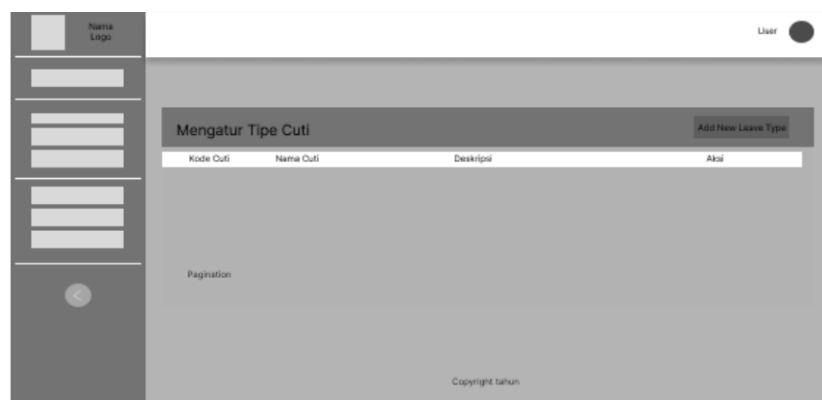 Nama
Logo
User
Mengatur Tipe Cuti
Add New Leave Type
Kode Cuti
Nama Cuti
Deskripsi
Aksi
Pagination
Copyright tahun